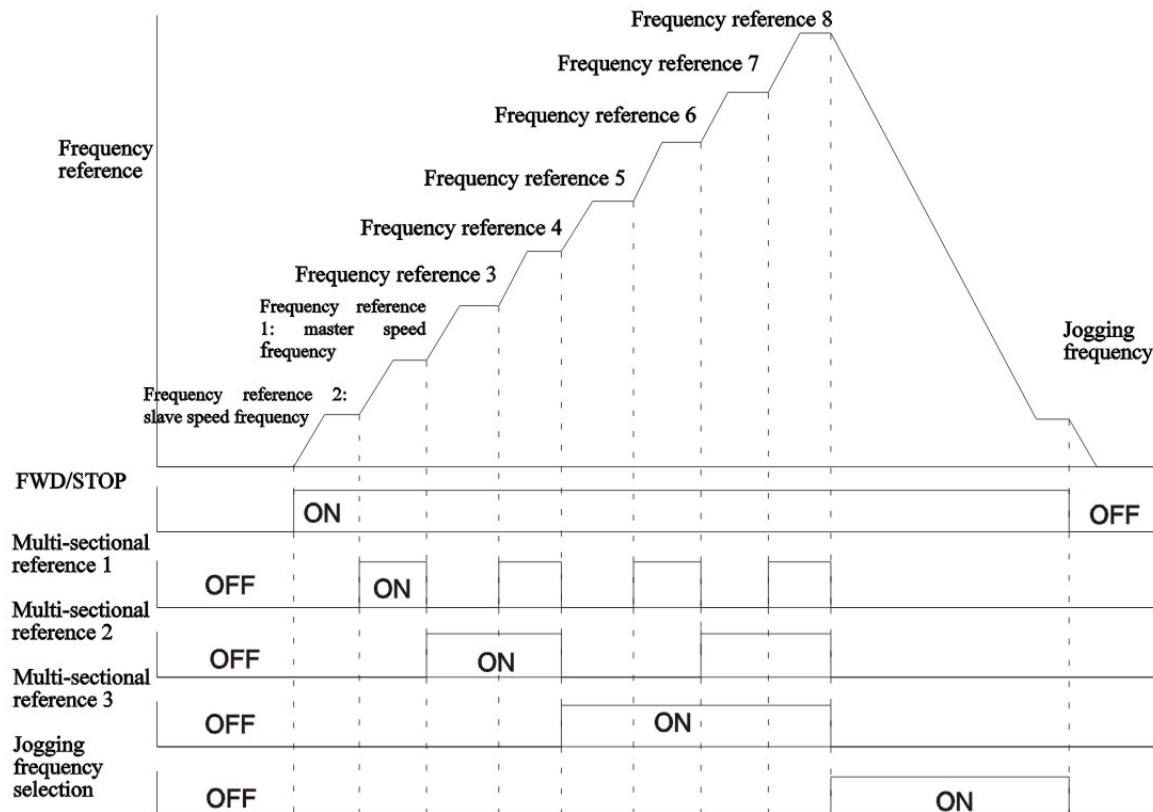 Frequency reference 8
Frequency reference 7
Frequency reference 6
Frequency
reference
Frequency reference 5
Frequency reference 4
Frequency reference 3
Frequency reference
1: master speed
frequency
Jogging
frequency
Frequency reference 2:
slave speed frequency
FWD/STOP
ON
OFF
Multi-sectional
reference 1
OFF
ON
Multi-sectional
reference 2
OFF
ON
Multi-sectional
reference 3
OFF
ON
Jogging
frequency
selection
OFF
ON